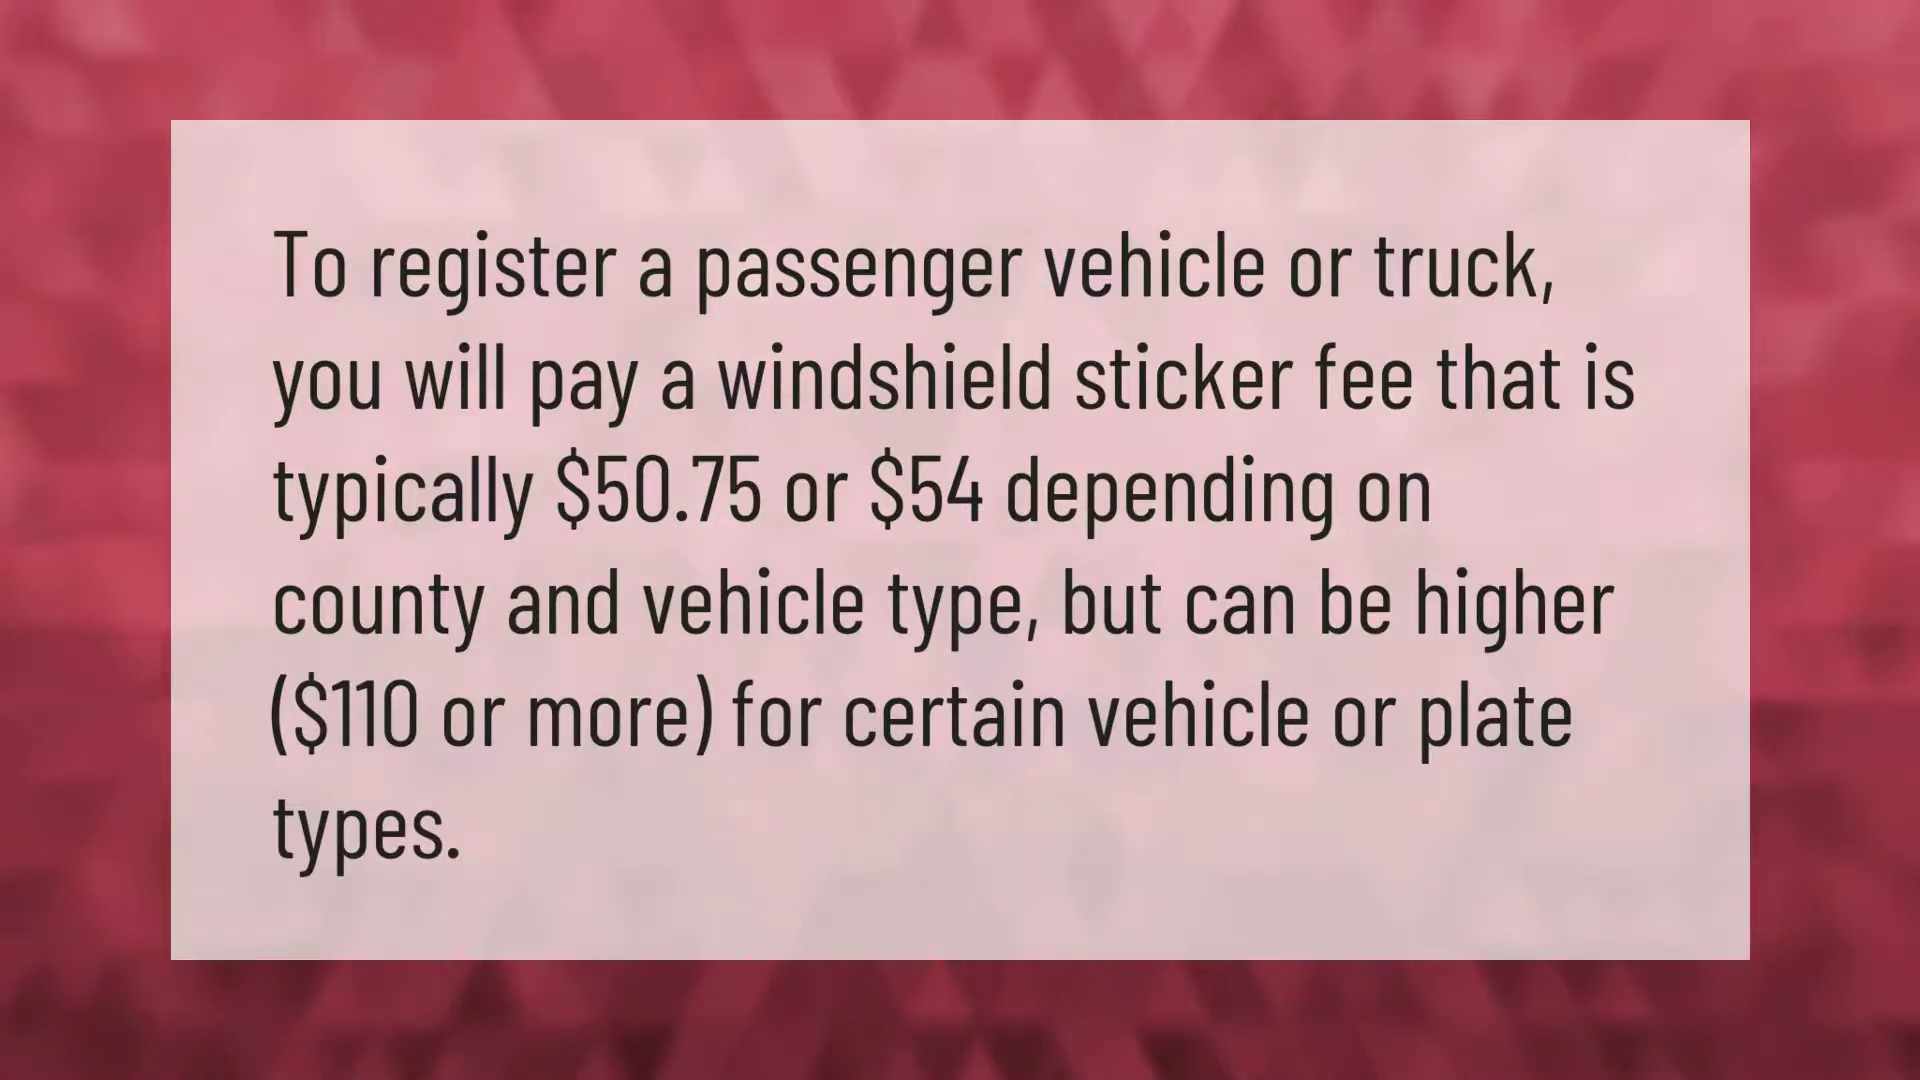 To register a passenger vehicle or truck,
you will pay a windshield sticker fee that is
typically $50.75 or $54 depending on
county and vehicle type, but can be higher
($110 or more) for certain vehicle or plate
types.